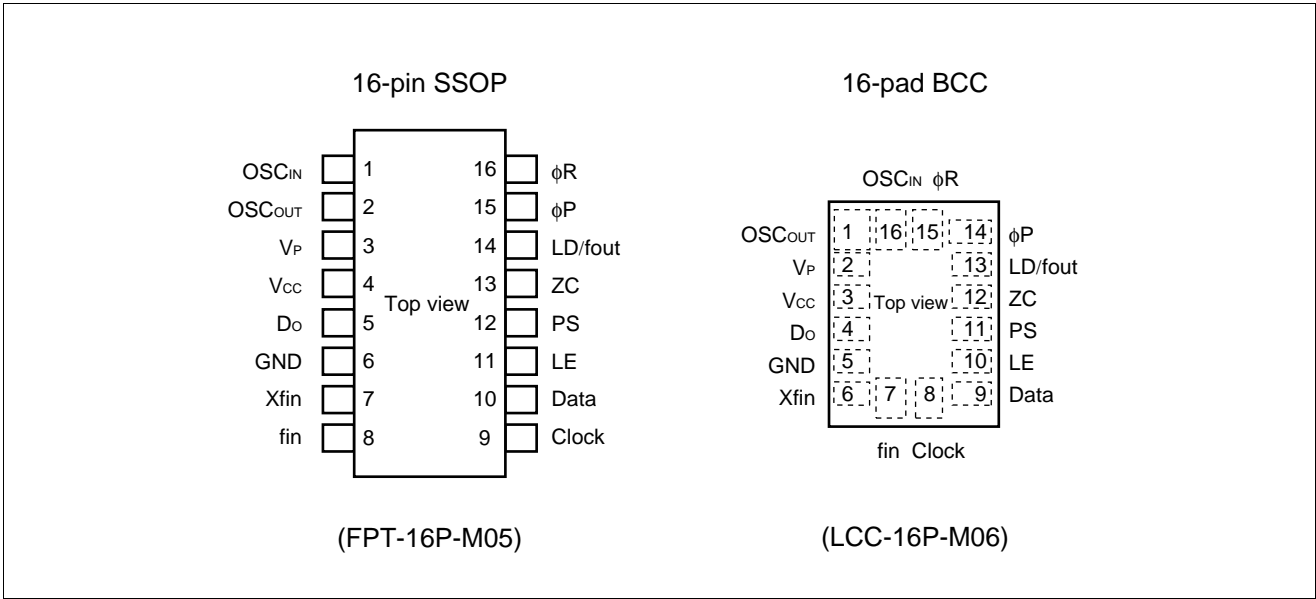 16-pin SSOP
OSCIN 1 16 ϕR
OSCOUT 2 15 ϕP
VP 3 14 LD/fout
VCC 4 13 ZC
Top view
DO 5 12 PS
GND 6 11 LE
Xfin 7 10 Data
fin 8 9 Clock
(FPT-16P-M05)
16-pad BCC
OSCIN ϕR
OSCOUT 1 16 15 14 ϕP
VP 2 13 LD/fout
VCC 3 Top view 12 ZC
DO 4 11 PS
GND 5 10 LE
Xfin 6 7 8 9 Data
fin Clock
(LCC-16P-M06)